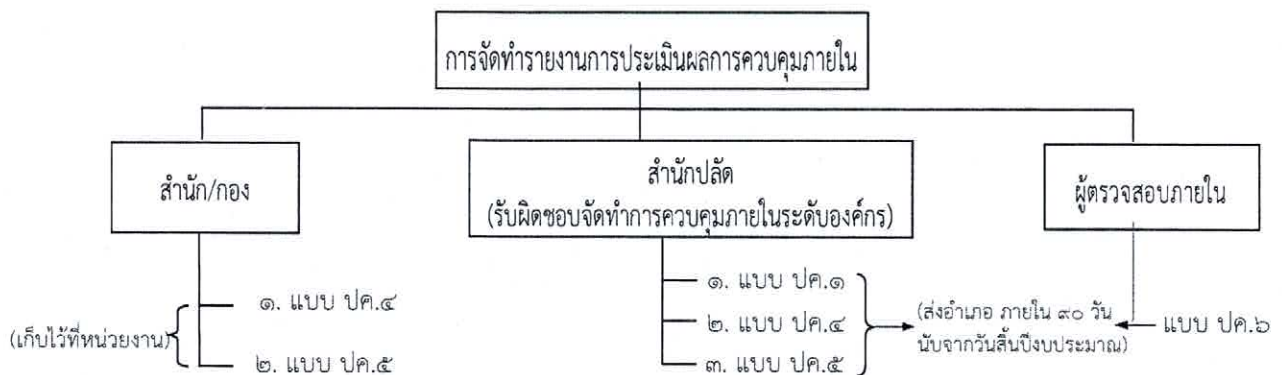 การจัดทำรายงานการประเมินผลการควบคุมภายใน
สำนัก/กอง
สำนักปลัด
(รับผิดชอบจัดทำการควบคุมภายในระดับองค์กร)
ผู้ตรวจสอบภายใน
(เก็บไว้ที่หน่วยงาน)
๑. แบบ ปค.๔
๒. แบบ ปค.๕
๑. แบบ ปค.๑
๒. แบบ ปค.๔
๓. แบบ ปค.๕
(ส่งอำเภอ ภายใน ๙๐ วัน
นับจากวันสิ้นปีงบประมาณ)
แบบ ปค.๖